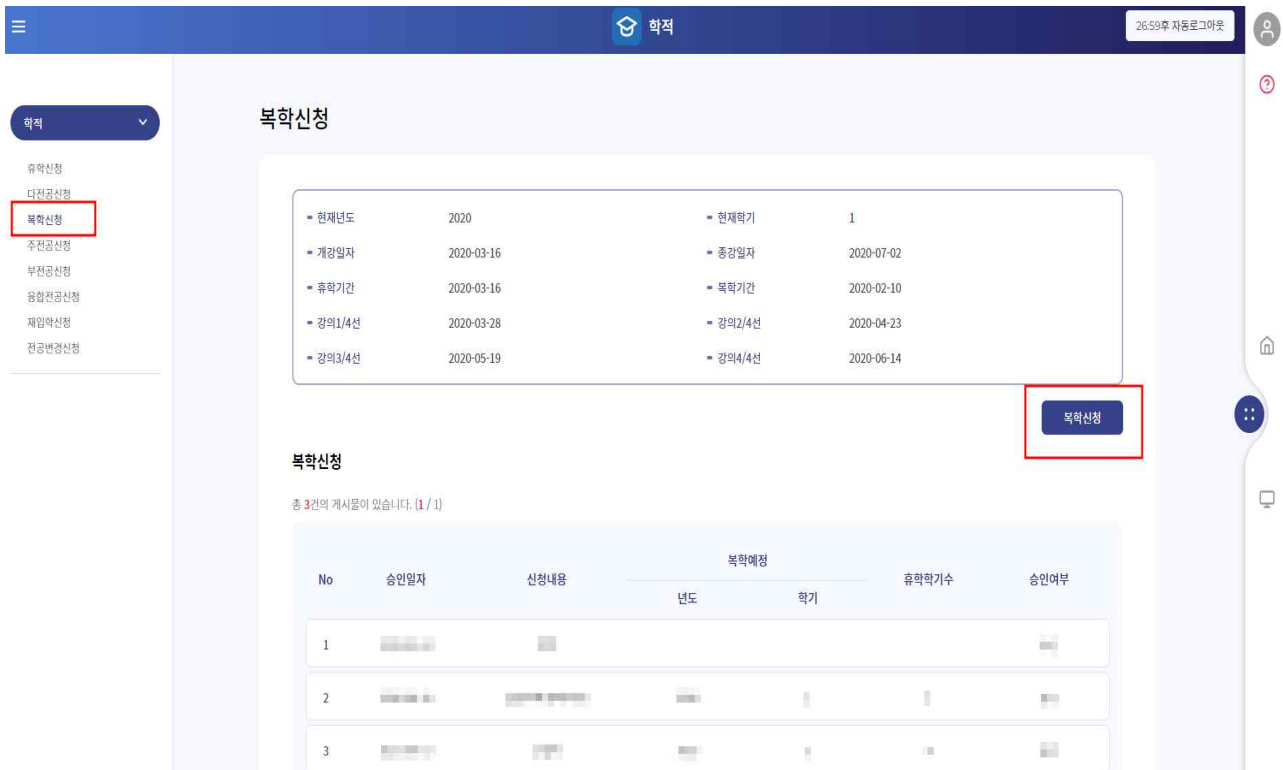 학적
26:59후 자동로그아웃
학적
휴학신청
다전공신청
복학신청
주전공신청
부전공신청
융합전공신청
재입학신청
전공변경신청
복학신청
현재년도 2020 현재학기 1
개강일자 2020-03-16 종강일자 2020-07-02
휴학기간 2020-03-16 복학기간 2020-02-10
강의1/4선 2020-03-28 강의2/4선 2020-04-23
강의3/4선 2020-05-19 강의4/4선 2020-06-14
복학신청
복학신청
총 3건의 게시물이 있습니다. (1 / 1)
복학예정
No 승인일자 신청내용 휴학학기수 승인여부
년도 학기
1
2
3